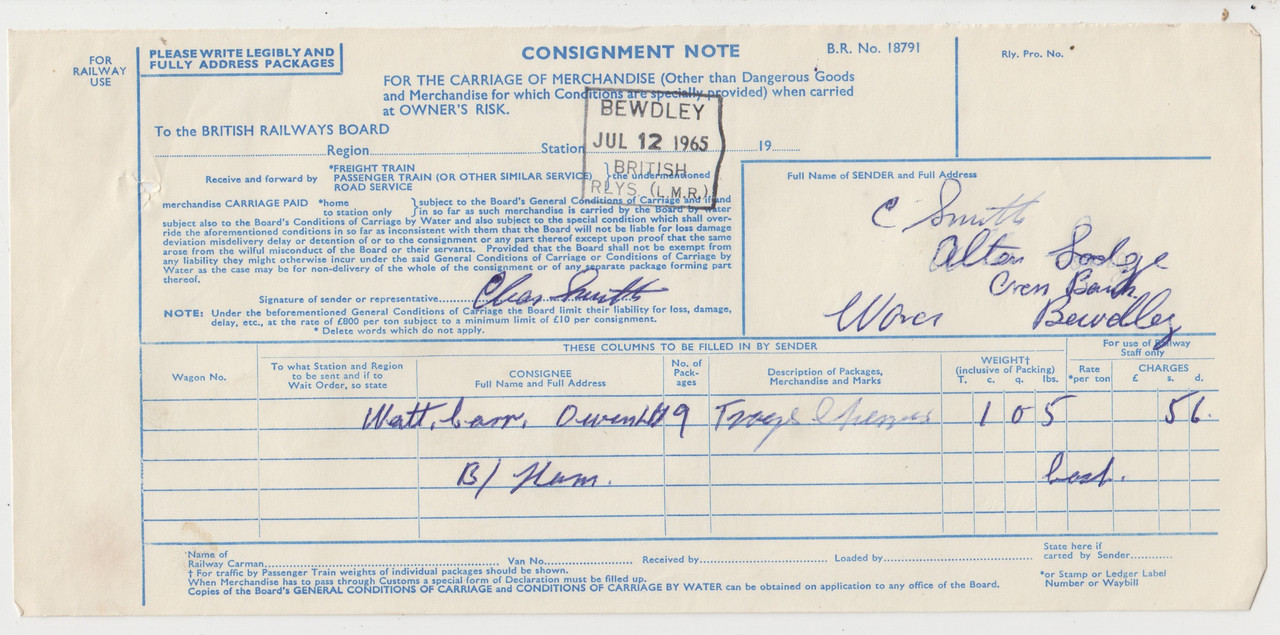 FOR
RAILWAY
USE
PLEASE WRITE LEGIBLY AND
FULLY ADDRESS PACKAGES
CONSIGNMENT NOTE
B.R. No. 18791
Rly. Pro. No.
FOR THE CARRIAGE OF MERCHANDISE (Other than Dangerous Goods
and Merchandise for which Conditions are specially provided) when carried
at OWNER'S RISK.
BEWDLEY
JUL 12 1965
BRITISH
RLYS (L.M.R.)
To the BRITISH RAILWAYS BOARD
Region Station 19
Receive and forward by
*FREIGHT TRAIN
PASSENGER TRAIN (OR OTHER SIMILAR SERVICE)
ROAD SERVICE
} the undermentioned
merchandise CARRIAGE PAID *home
to station only
} subject to the Board's General Conditions of Carriage and if and
in so far as such merchandise is carried by the Board by water
subject also to the Board's Conditions of Carriage by Water and also subject to the special condition which shall over-
ride the aforementioned conditions in so far as inconsistent with them that the Board will not be liable for loss damage
deviation misdelivery delay or detention of or to the consignment or any part thereof except upon proof that the same
arose from the wilful misconduct of the Board or their servants. Provided that the Board shall not be exempt from
any liability they might otherwise incur under the said General Conditions of Carriage or Conditions of Carriage by
Water as the case may be for non-delivery of the whole of the consignment or of any separate package forming part
thereof.
Signature of sender or representative Chas Smith
NOTE: Under the beforementioned General Conditions of Carriage the Board limit their liability for loss, damage,
delay, etc., at the rate of £800 per ton subject to a minimum limit of £10 per consignment.
* Delete words which do not apply.
Full Name of SENDER and Full Address
C Smith
Alton Lodge
Bank
Worcs Bewdley
THESE COLUMNS TO BE FILLED IN BY SENDER
For use of Railway
Staff only
Wagon No.
To what Station and Region
to be sent and if to
Wait Order, so state
CONSIGNEE
Full Name and Full Address
No. of
Pack-
ages
Description of Packages,
Merchandise and Marks
WEIGHT†
(inclusive of Packing)
T. c. q. lbs.
Rate
*per ton
CHARGES
£ s. d.
Watt, Carr, Owen 9 1 0 5 5 6.
B/
*Name of
Railway Carman Van No. Received by Loaded by
State here if
carted by Sender
† For traffic by Passenger Train weights of individual packages should be shown.
When Merchandise has to pass through Customs a special form of Declaration must be filled up.
Copies of the Board's GENERAL CONDITIONS OF CARRIAGE and CONDITIONS OF CARRIAGE BY WATER can be obtained on application to any office of the Board.
*or Stamp or Ledger Label
Number or Waybill